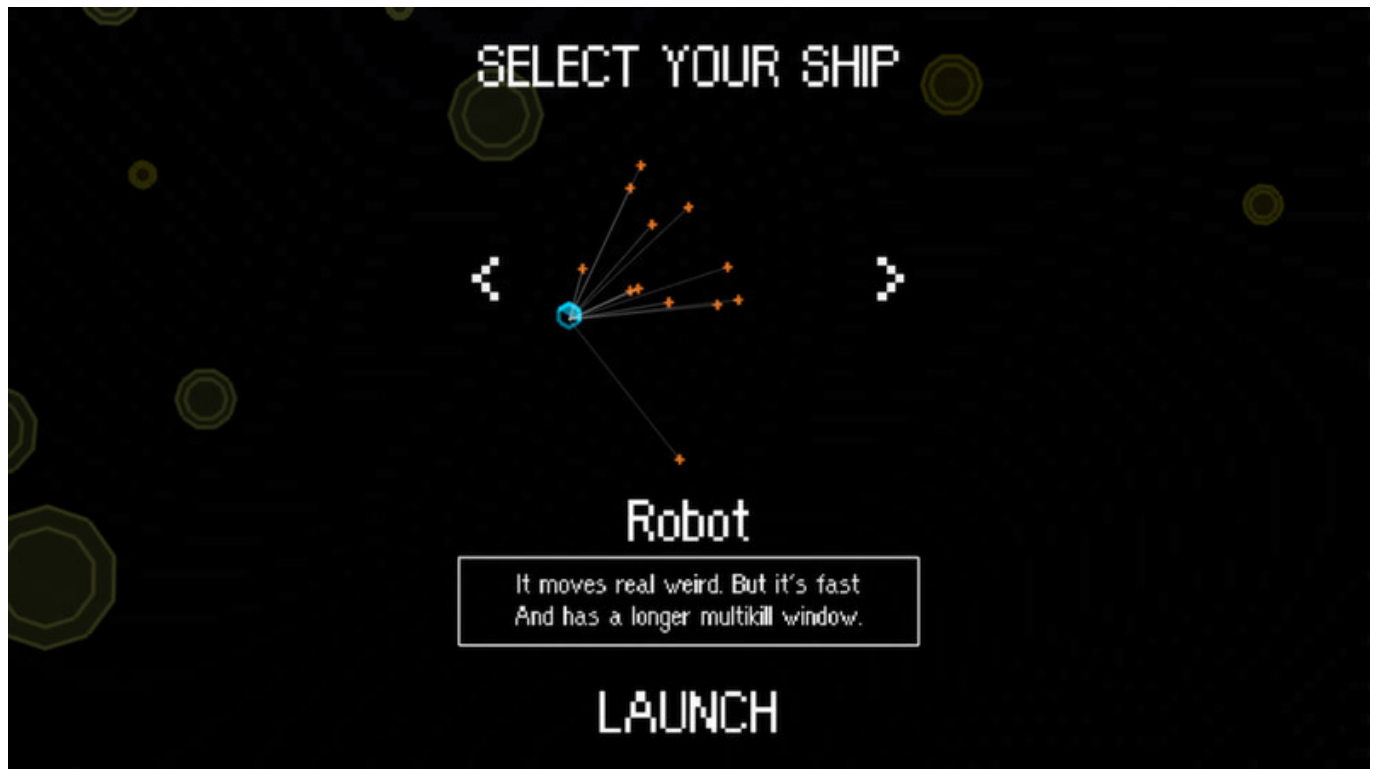 SELECT YOUR SHIP
< >
Robot
It moves real weird. But it's fast
And has a longer multikill window.
LAUNCH